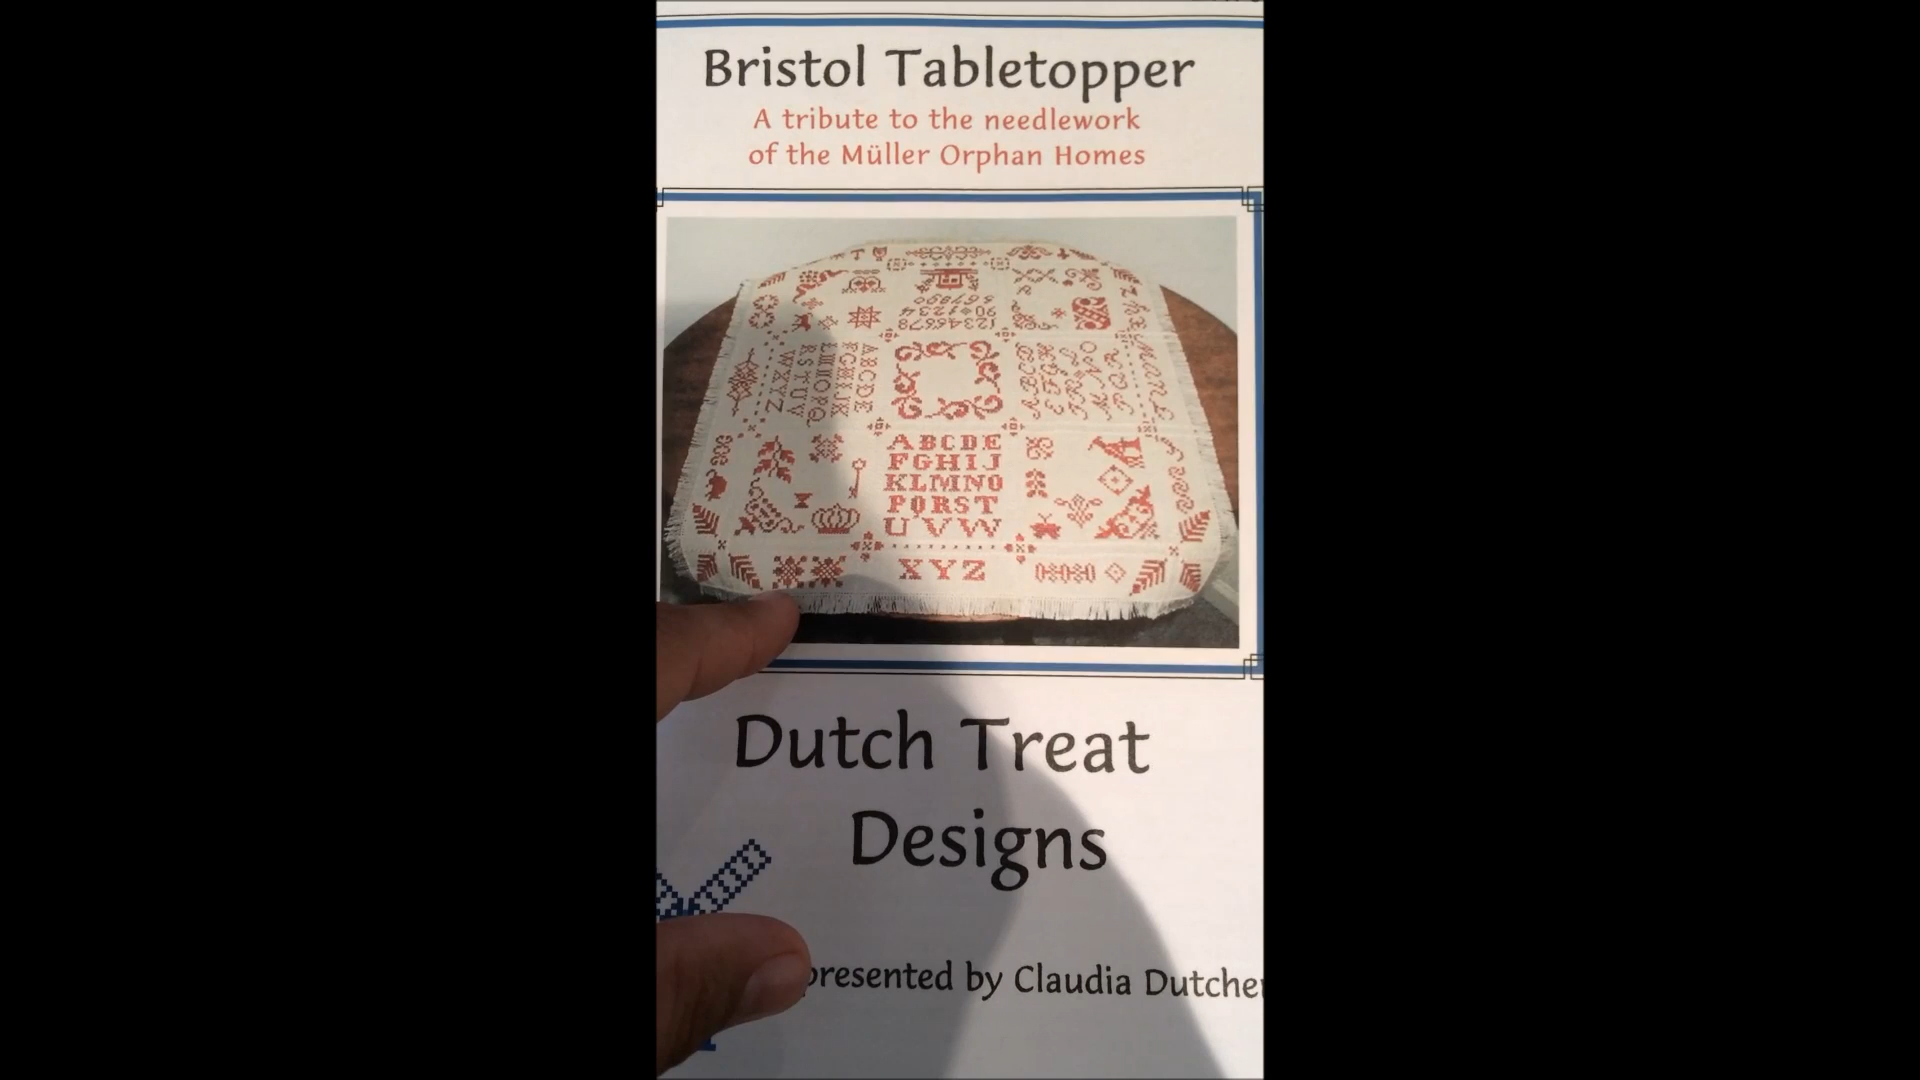 Bristol Tabletopper
A tribute to the needlework
of the Müller Orphan Homes
ABCDE
FGHIJ
KLMNO
PQRST
UVW
XYZ
Dutch Treat
Designs
presented by Claudia Dutcher